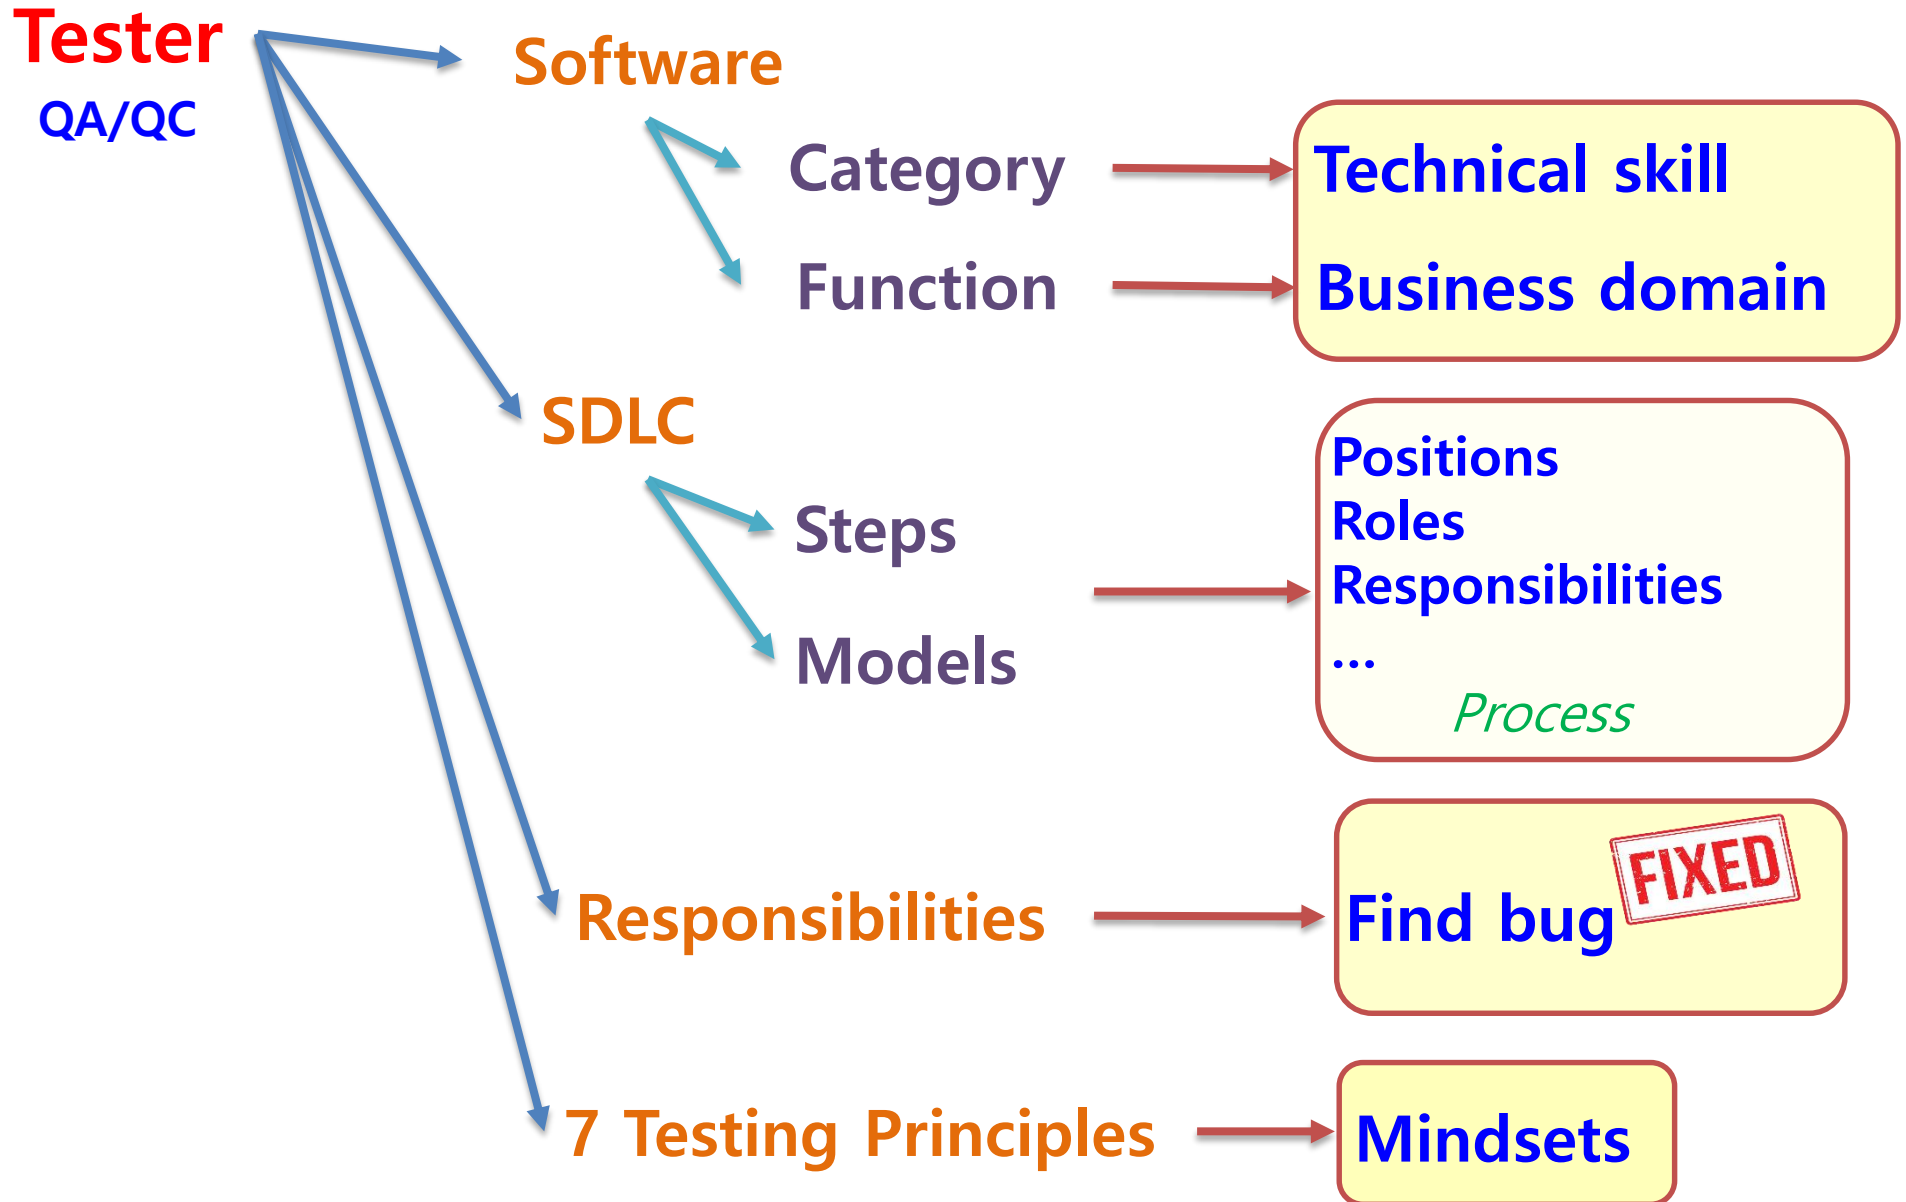 Tester
QA/QC
Software
Category
Technical skill
Function
Business domain
SDLC
Steps
Models
Positions
Roles
Responsibilities
...
Process
Responsibilities
Find bug
FIXED
7 Testing Principles
Mindsets